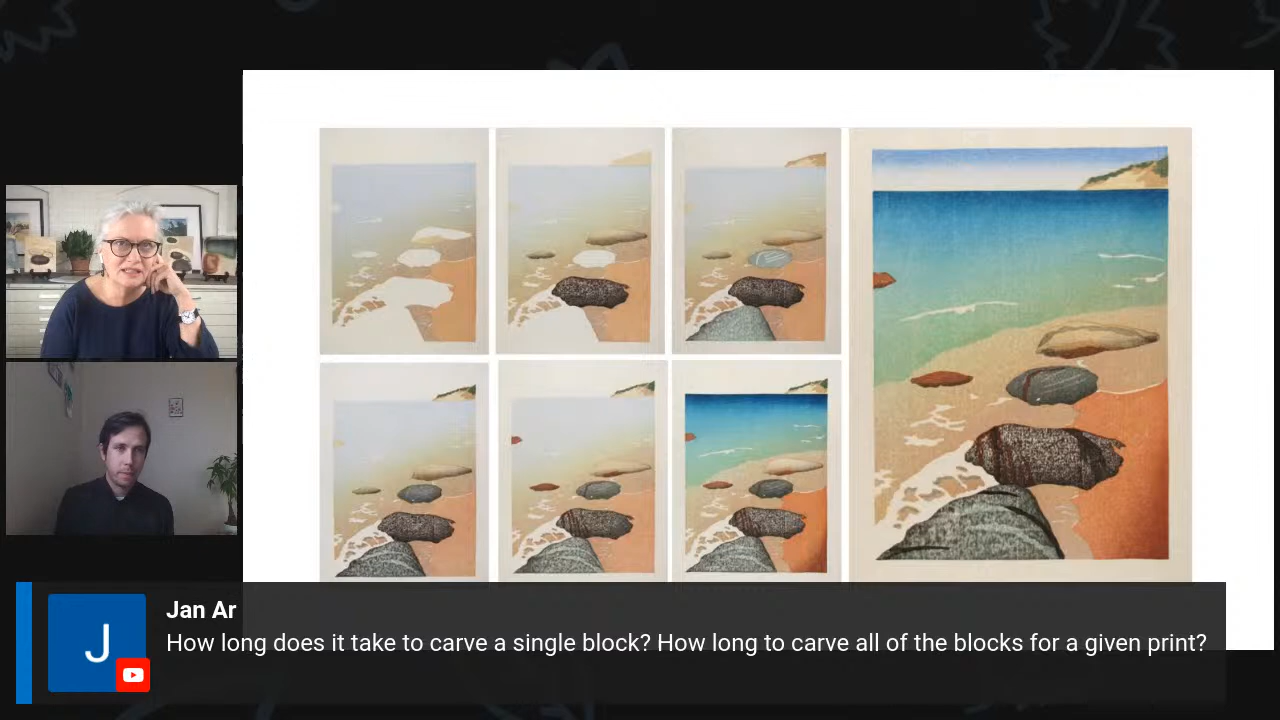 J
Jan Ar
How long does it take to carve a single block? How long to carve all of the blocks for a given print?